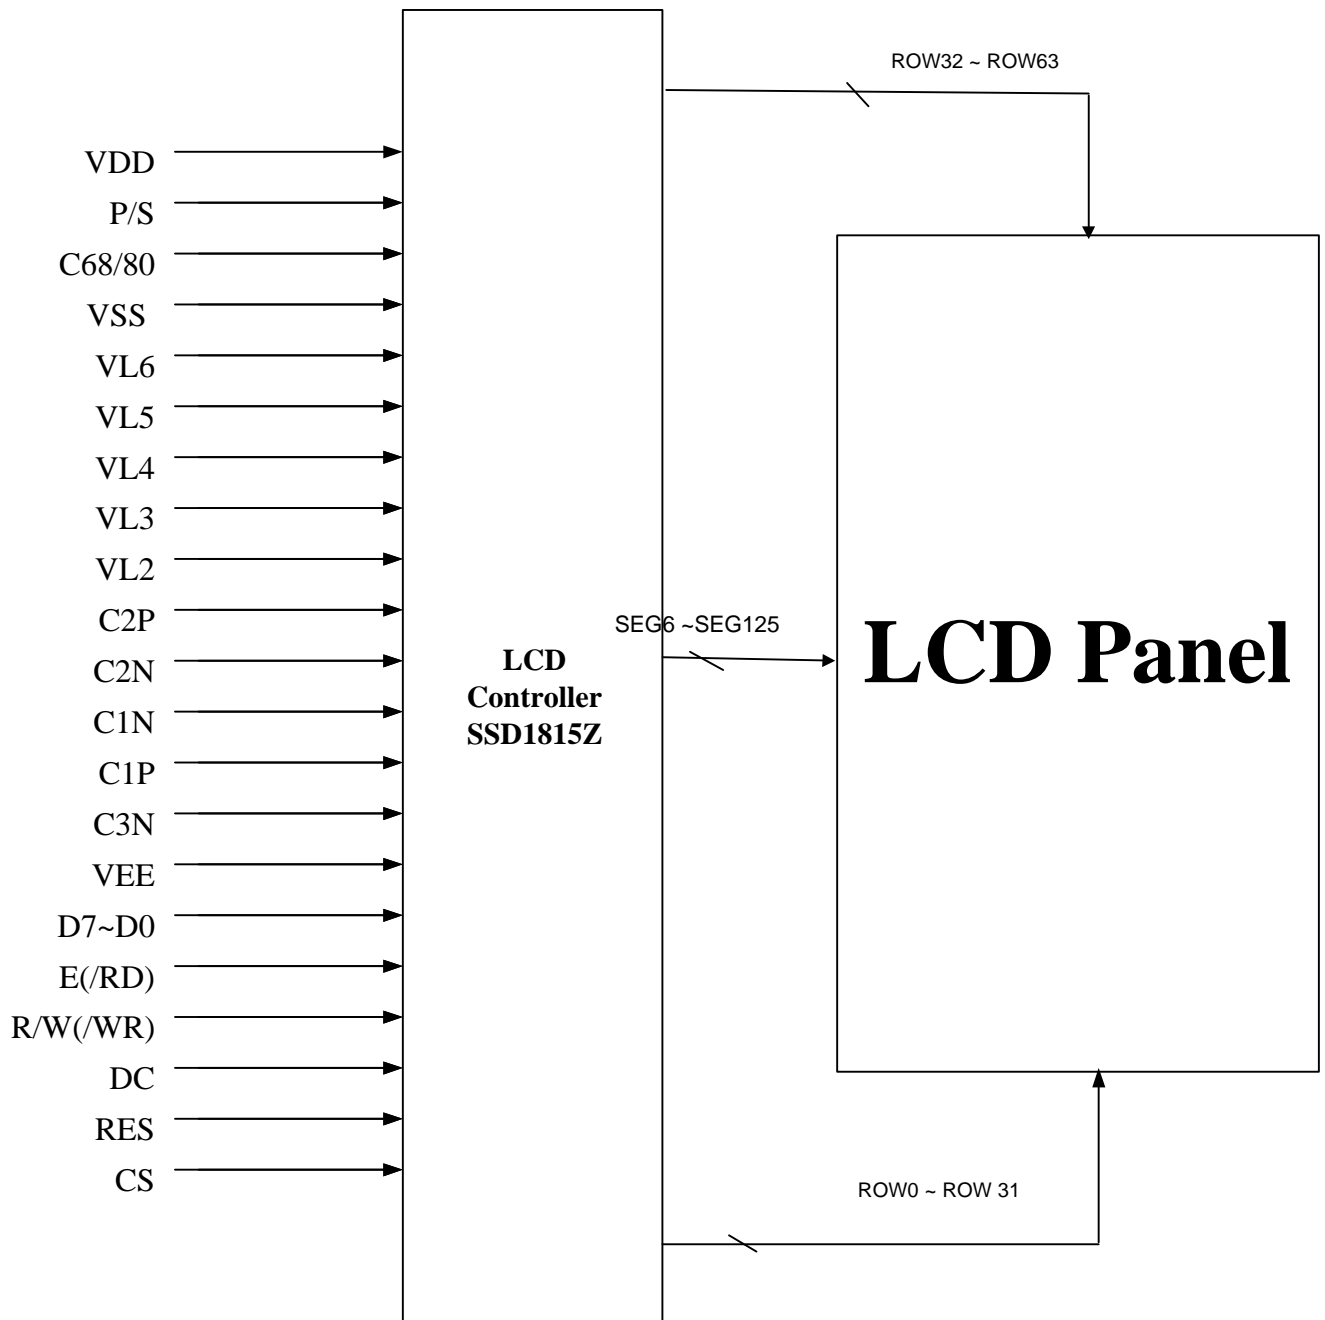 ROW32 ~ ROW63
VDD
P/S
C68/80
VSS
VL6
VL5
VL4
VL3
VL2
C2P
C2N
C1N
C1P
C3N
VEE
D7~D0
E(/RD)
R/W(/WR)
DC
RES
CS
LCD
Controller
SSD1815Z
SEG6 ~SEG125
LCD Panel
ROW0 ~ ROW 31